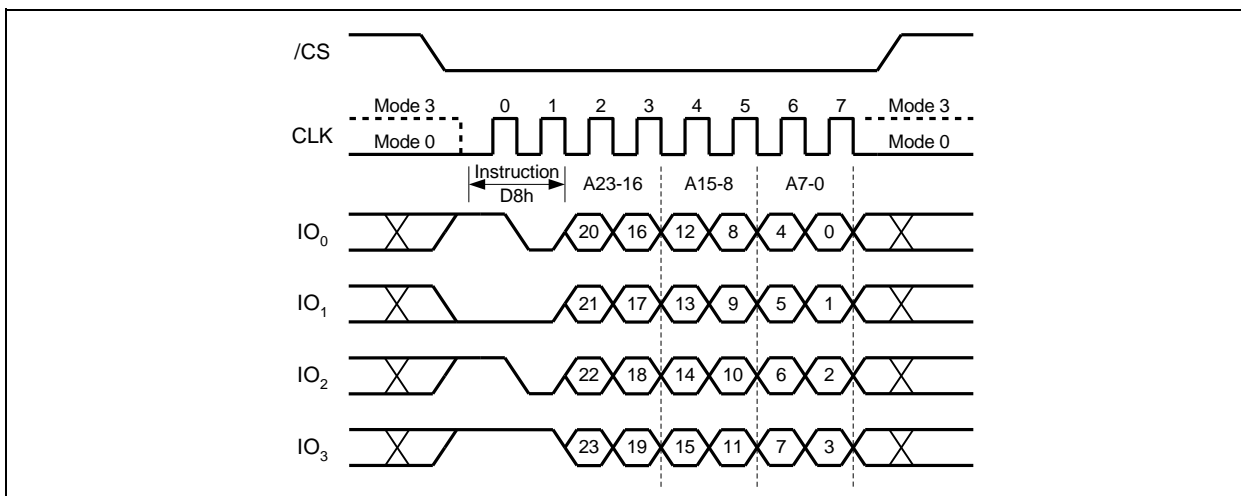 /CS
Mode 3 0 1 2 3 4 5 6 7 Mode 3
CLK
Mode 0 Mode 0
Instruction
D8h A23-16 A15-8 A7-0
IO0 20 16 12 8 4 0
IO1 21 17 13 9 5 1
IO2 22 18 14 10 6 2
IO3 23 19 15 11 7 3